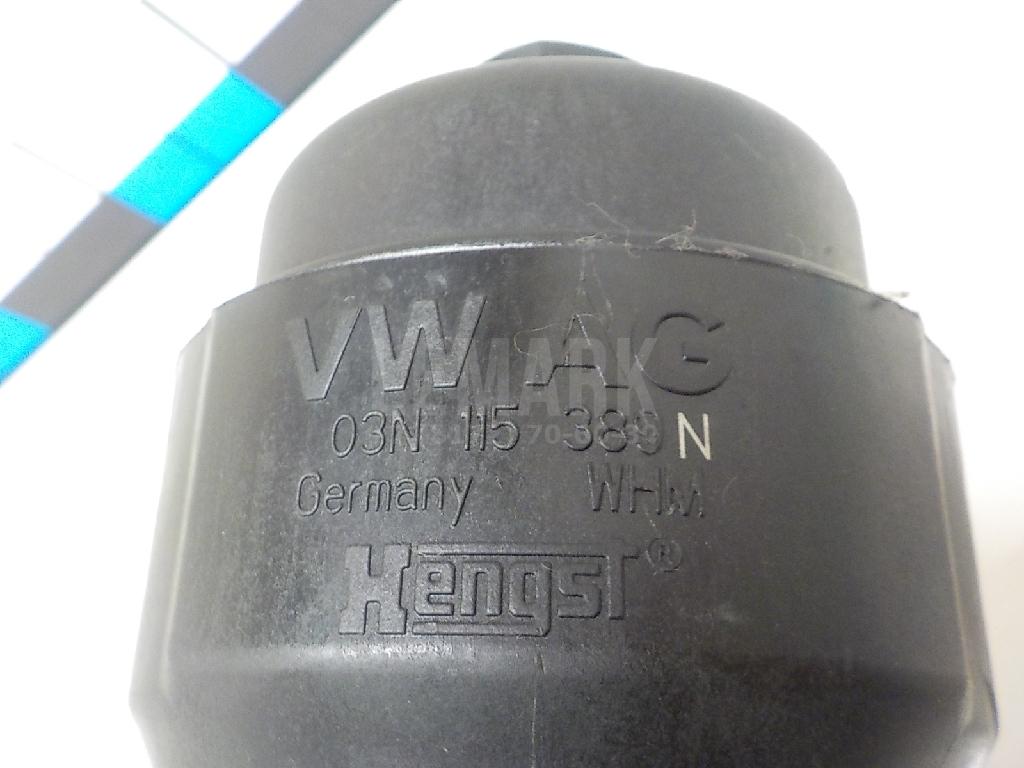 VW AG
03N 115 389 N
Germany WHM
Hengst®